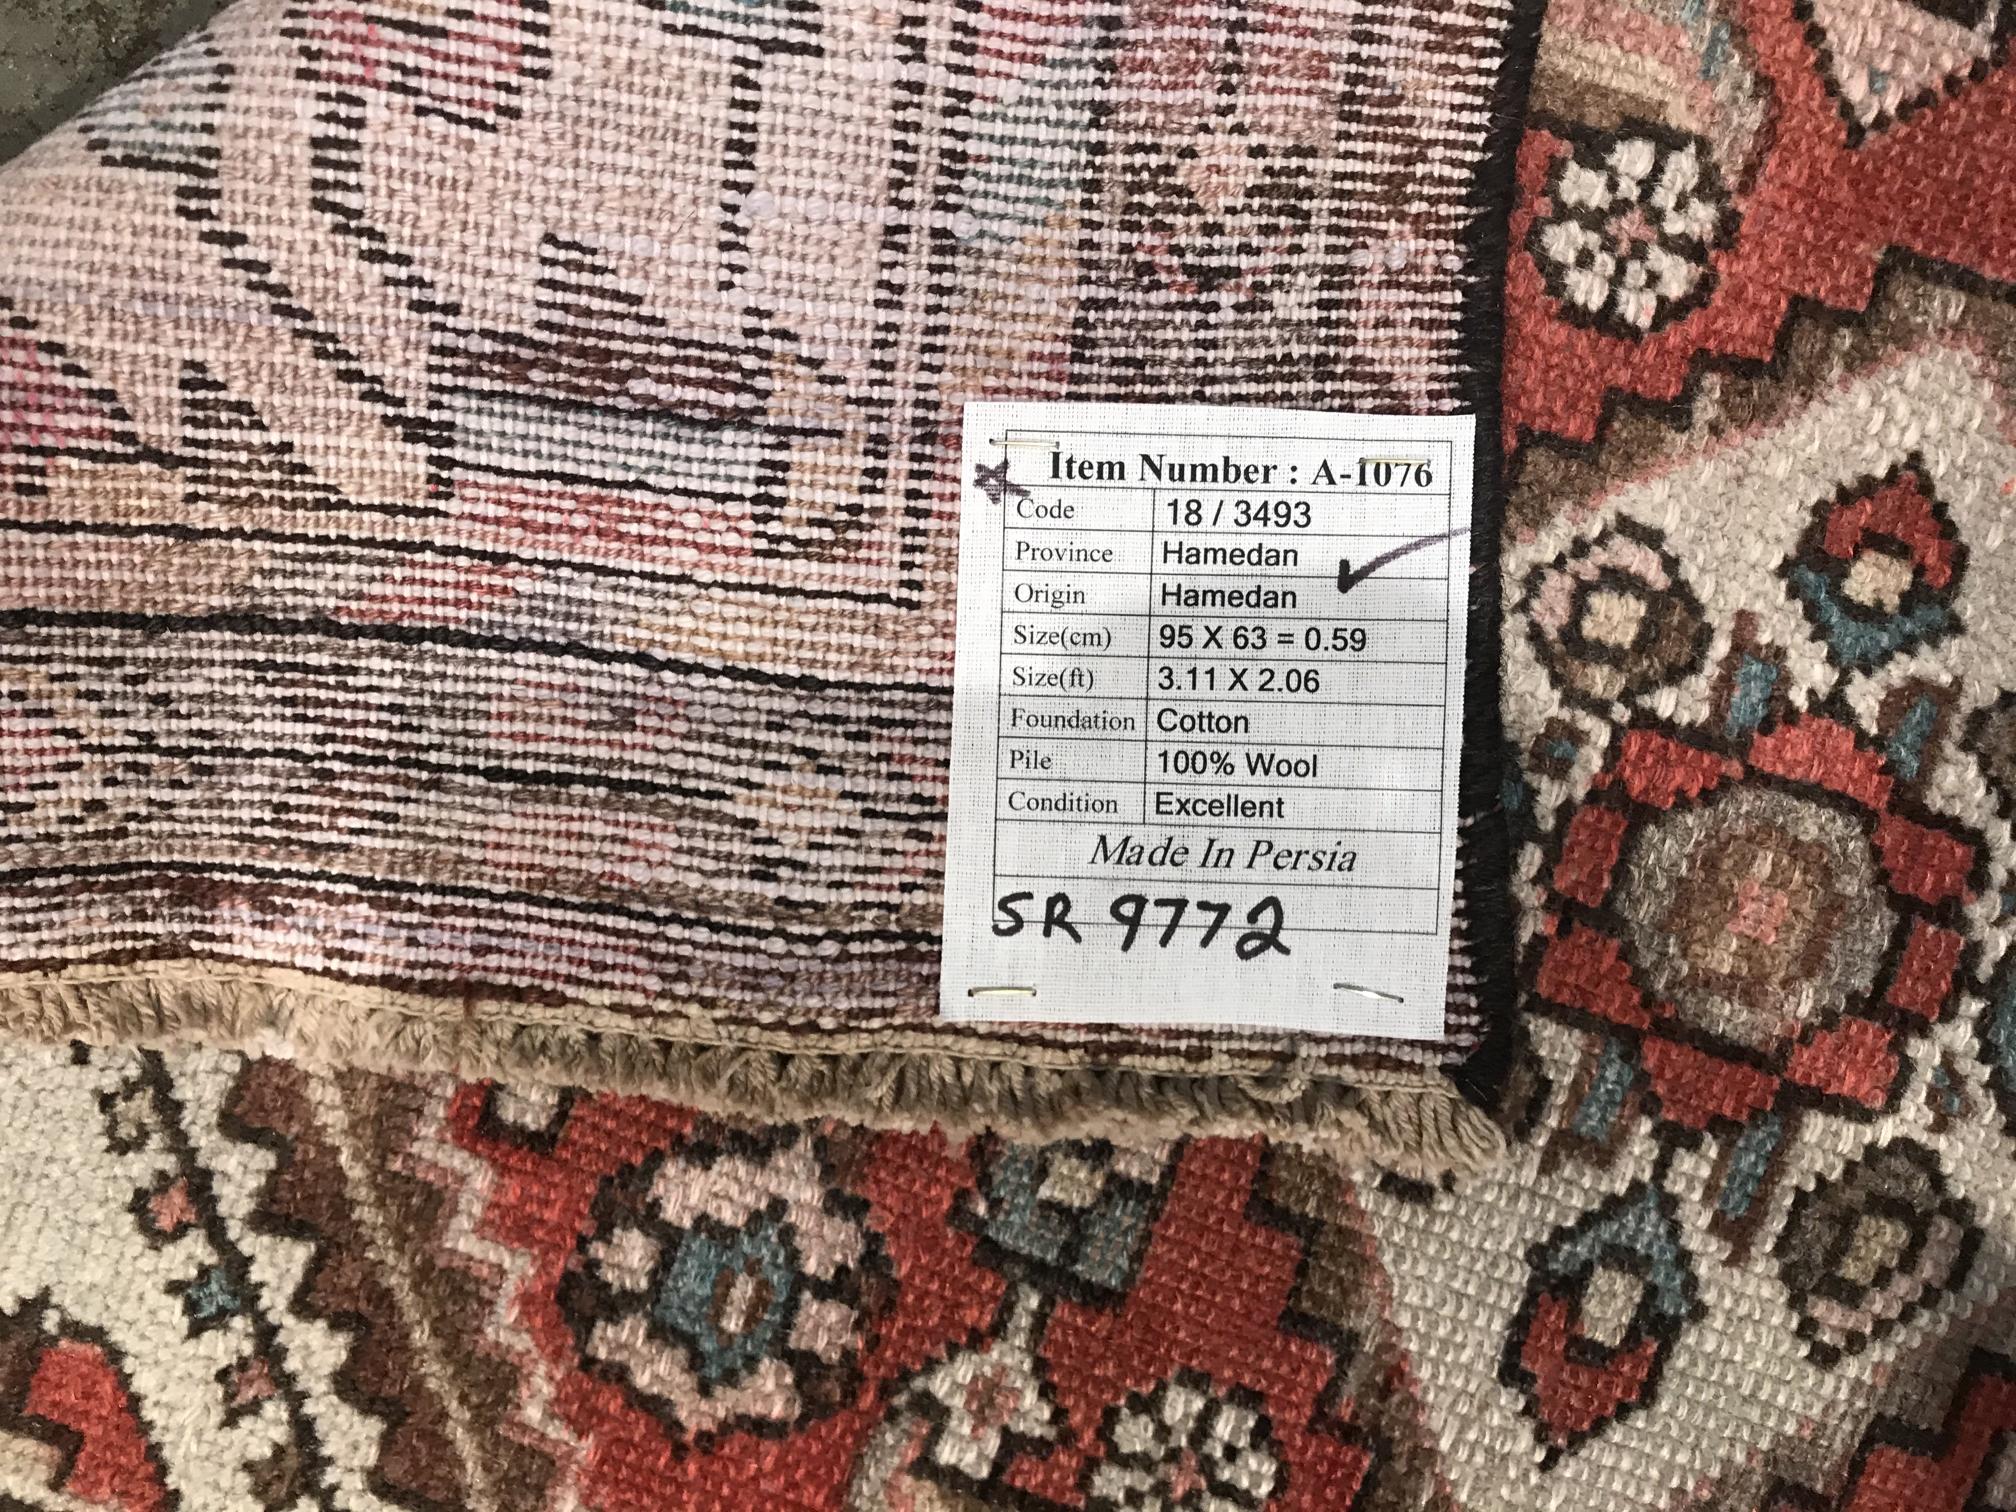 Item Number : A-1076
Code 18 / 3493
Province Hamedan
Origin Hamedan
Size(cm) 95 X 63 = 0.59
Size(ft) 3.11 X 2.06
Foundation Cotton
Pile 100% Wool
Condition Excellent
Made In Persia
SR 9772